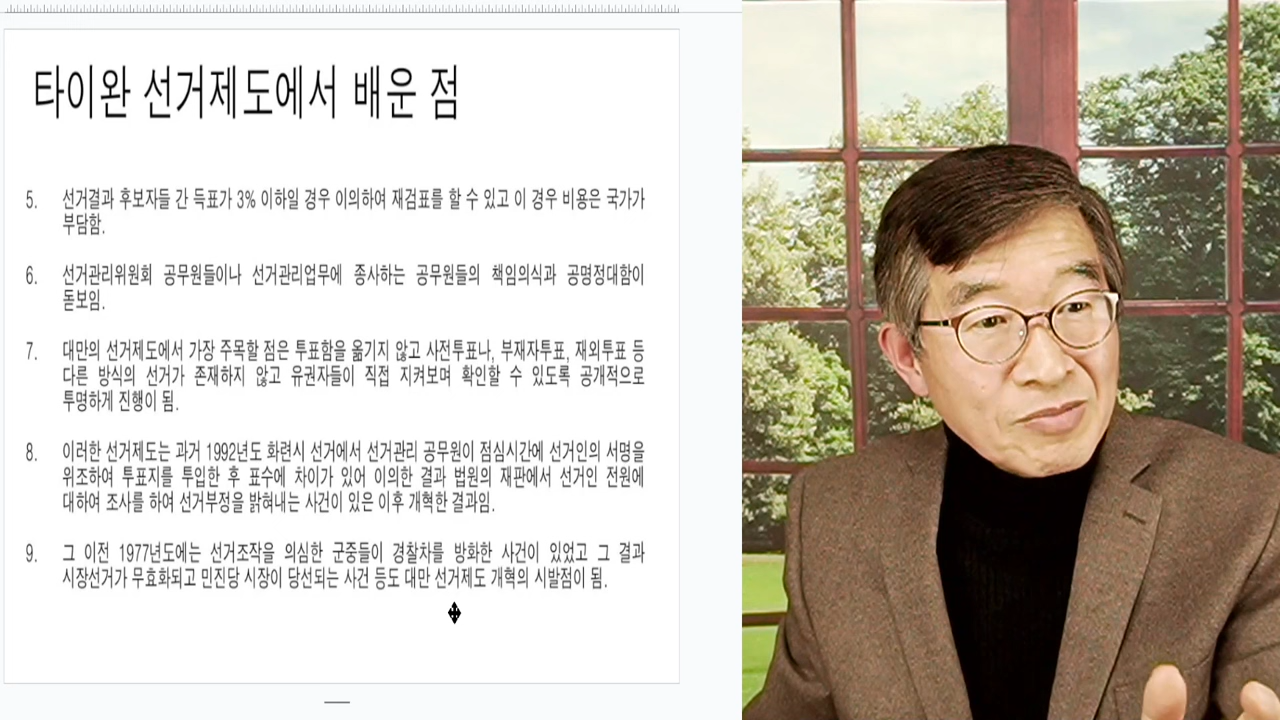 타이완 선거제도에서 배운 점
5. 선거결과 후보자들 간 득표가 3% 이하일 경우 이의하여 재검표를 할 수 있고 이 경우 비용은 국가가
부담함.
6. 선거관리위원회 공무원들이나 선거관리업무에 종사하는 공무원들의 책임의식과 공명정대함이
돋보임.
7. 대만의 선거제도에서 가장 주목할 점은 투표함을 옮기지 않고 사전투표나, 부재자투표, 재외투표 등
다른 방식의 선거가 존재하지 않고 유권자들이 직접 지켜보며 확인할 수 있도록 공개적으로
투명하게 진행이 됨.
8. 이러한 선거제도는 과거 1992년도 화련시 선거에서 선거관리 공무원이 점심시간에 선거인의 서명을
위조하여 투표지를 투입한 후 표수에 차이가 있어 이의한 결과 법원의 재판에서 선거인 전원에
대하여 조사를 하여 선거부정을 밝혀내는 사건이 있은 이후 개혁한 결과임.
9. 그 이전 1977년도에는 선거조작을 의심한 군중들이 경찰차를 방화한 사건이 있었고 그 결과
시장선거가 무효화되고 민진당 시장이 당선되는 사건 등도 대만 선거제도 개혁의 시발점이 됨.